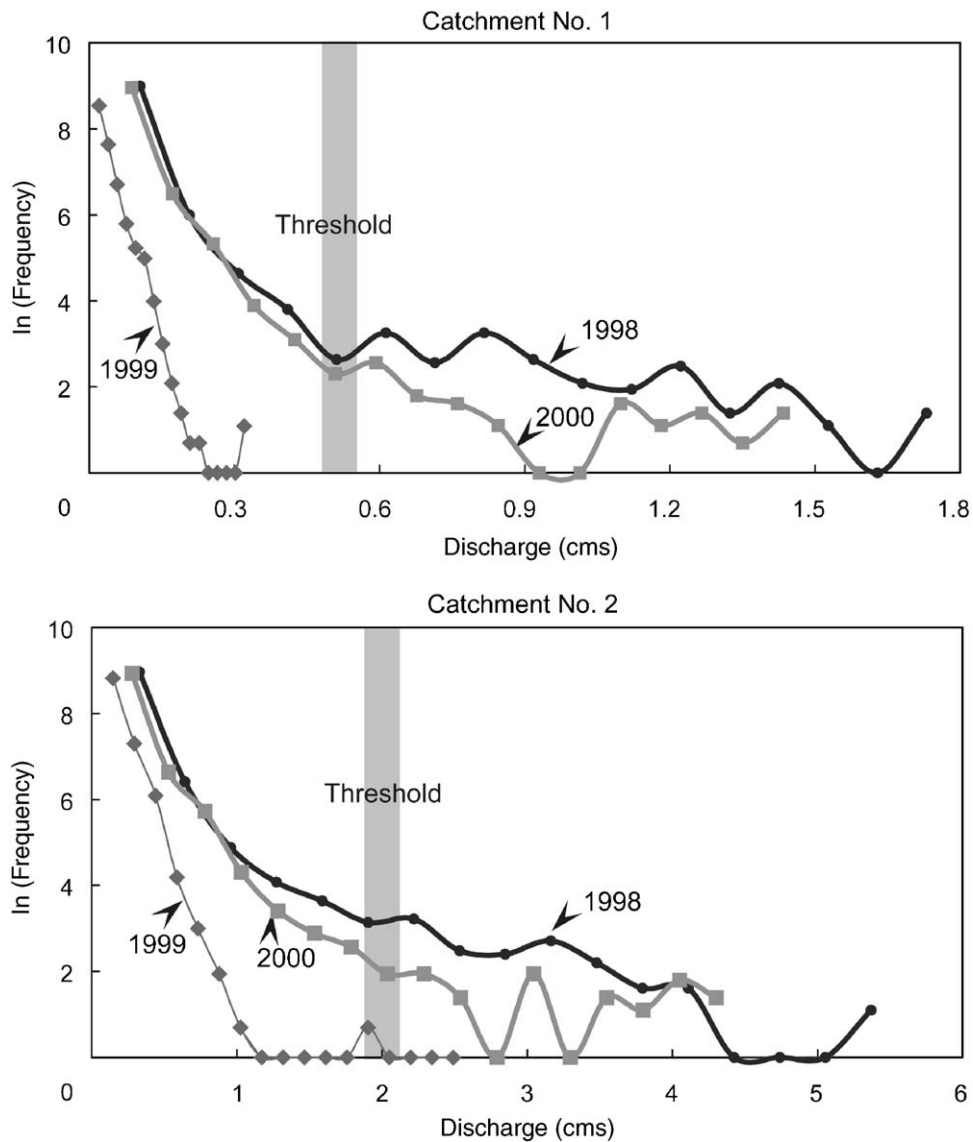 Catchment No. 1
10
8
6
4
2
0
ln (Frequency)
Threshold
1999
1998
2000
0.3 0.6 0.9 1.2 1.5 1.8
Discharge (cms)
Catchment No. 2
10
8
6
4
2
0
ln (Frequency)
Threshold
1999
2000
1998
1 2 3 4 5 6
Discharge (cms)